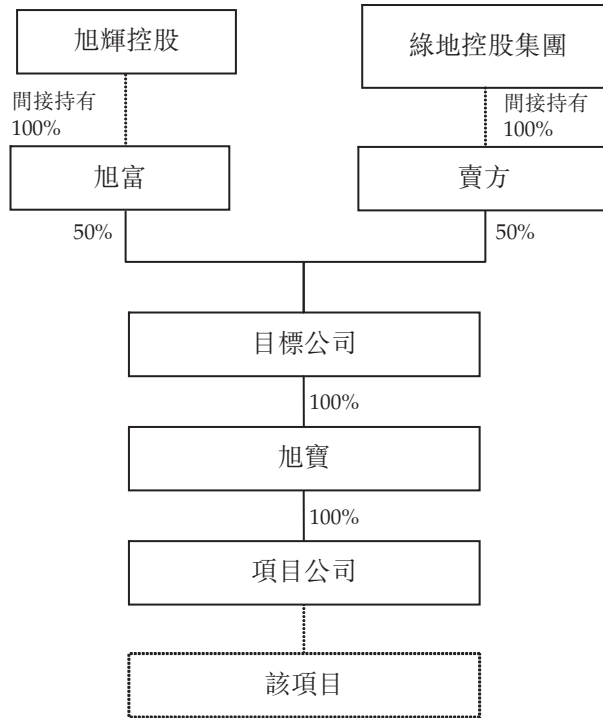 旭輝控股
綠地控股集團
間接持有
100%
間接持有
100%
旭富
賣方
50%
50%
目標公司
100%
旭寶
100%
項目公司
該項目